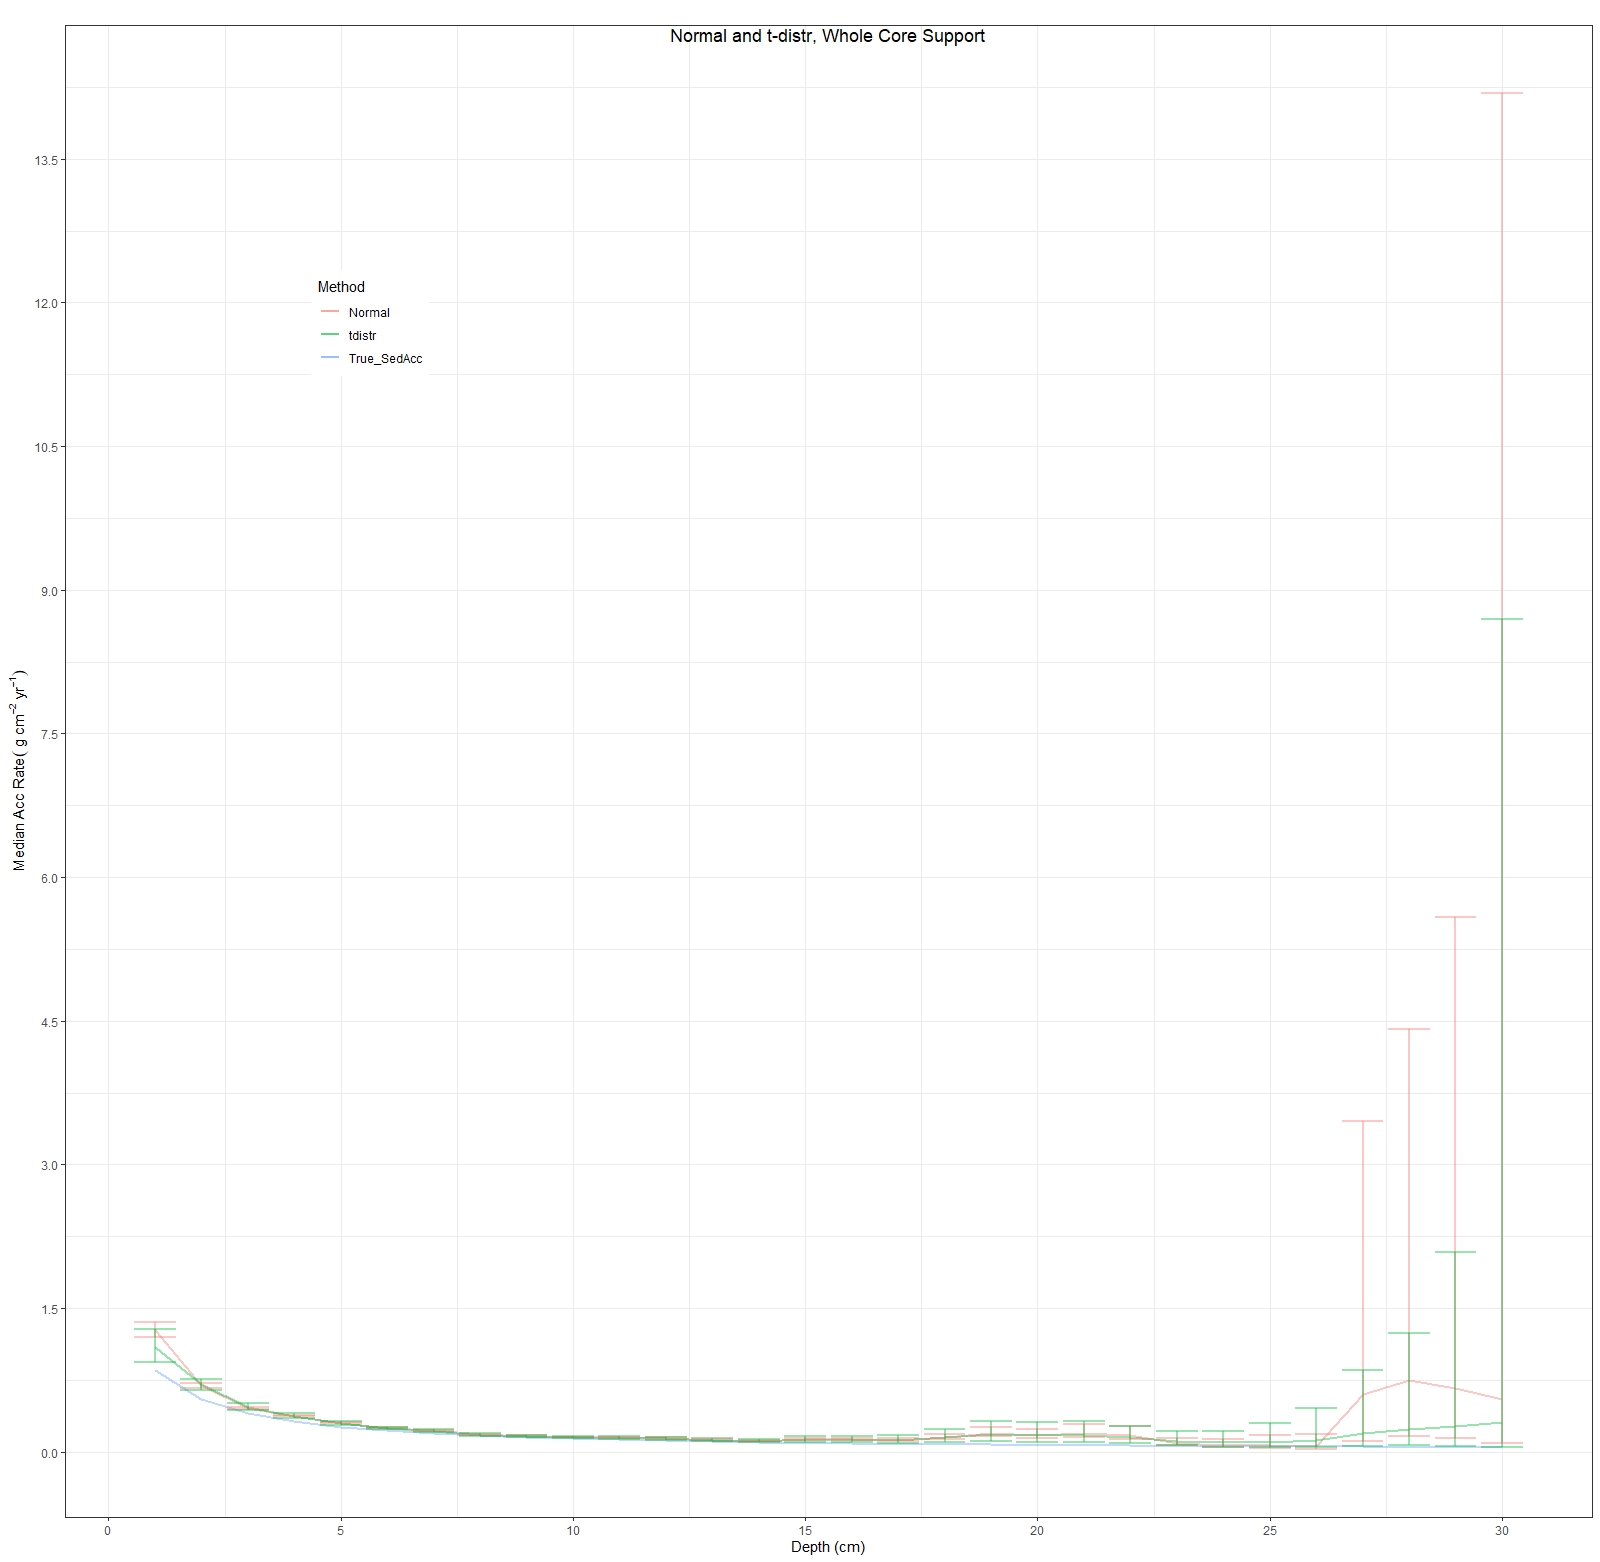 Normal and t-distr, Whole Core Support
Median Acc Rate( g cm⁻² yr⁻¹)
13.5
12.0
10.5
9.0
7.5
6.0
4.5
3.0
1.5
0.0
Method
Normal
tdistr
True_SedAcc
0 5 10 15 20 25 30
Depth (cm)